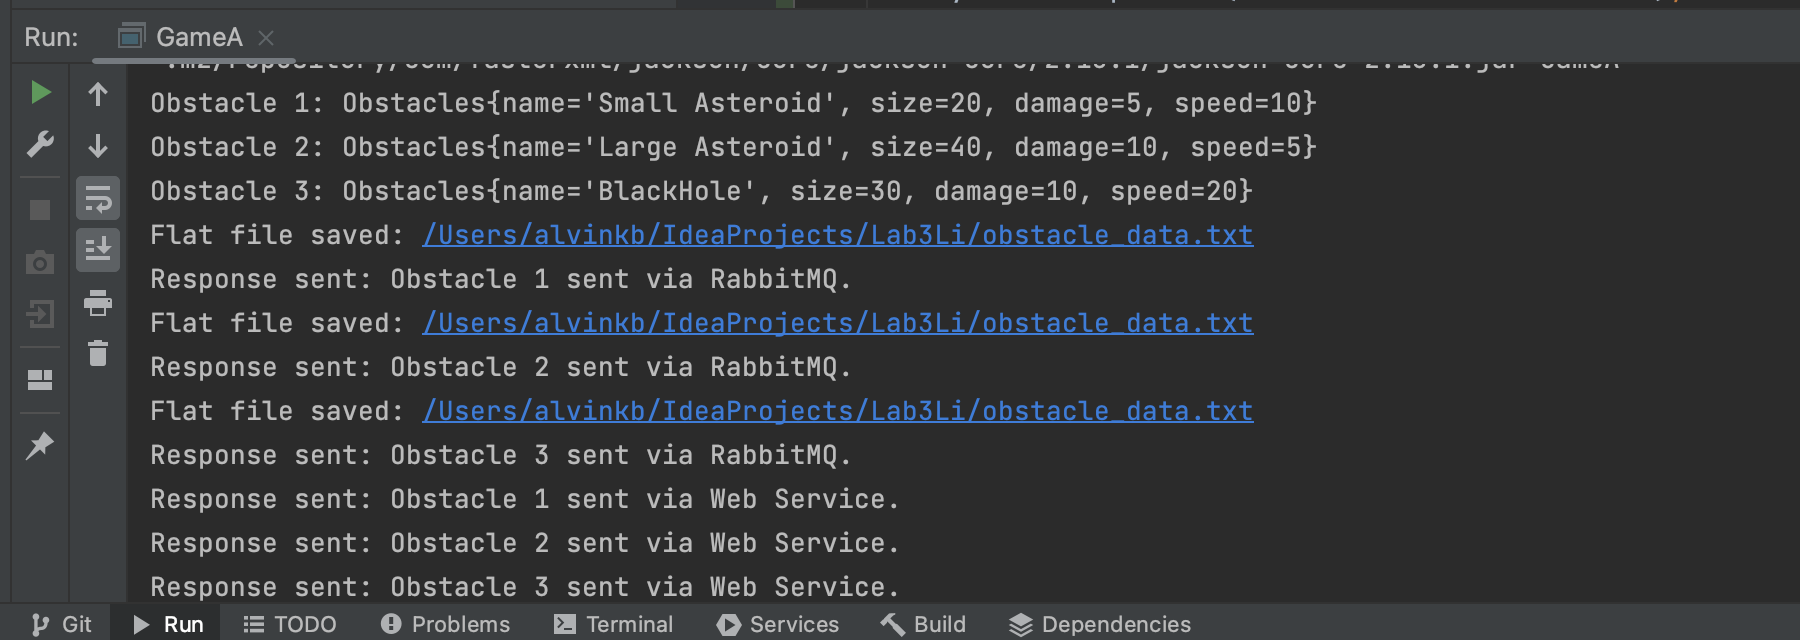 Run: GameA
Obstacle 1: Obstacles{name='Small Asteroid', size=20, damage=5, speed=10}
Obstacle 2: Obstacles{name='Large Asteroid', size=40, damage=10, speed=5}
Obstacle 3: Obstacles{name='BlackHole', size=30, damage=10, speed=20}
Flat file saved: /Users/alvinkb/IdeaProjects/Lab3Li/obstacle_data.txt
Response sent: Obstacle 1 sent via RabbitMQ.
Flat file saved: /Users/alvinkb/IdeaProjects/Lab3Li/obstacle_data.txt
Response sent: Obstacle 2 sent via RabbitMQ.
Flat file saved: /Users/alvinkb/IdeaProjects/Lab3Li/obstacle_data.txt
Response sent: Obstacle 3 sent via RabbitMQ.
Response sent: Obstacle 1 sent via Web Service.
Response sent: Obstacle 2 sent via Web Service.
Response sent: Obstacle 3 sent via Web Service.
Git Run TODO Problems Terminal Services Build Dependencies